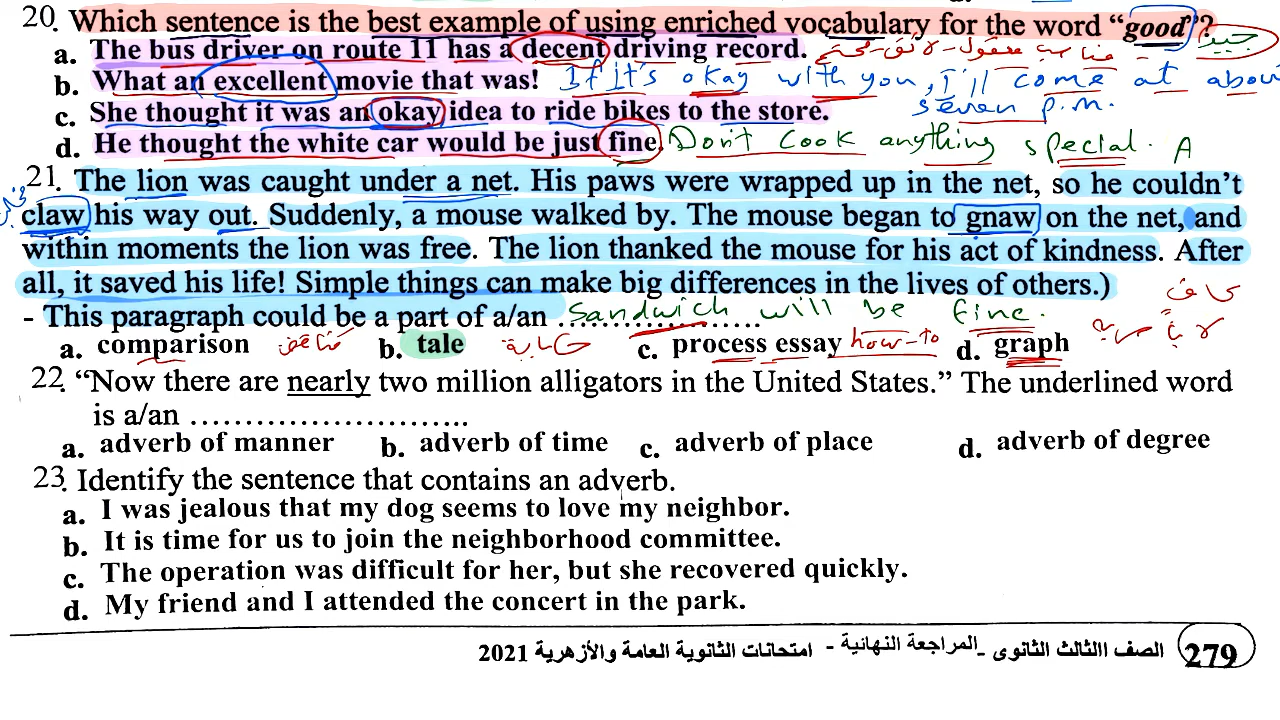 20. Which sentence is the best example of using enriched vocabulary for the word “good”? جيد
a. The bus driver on route 11 has a decent driving record. مناسب - معقول - لائق - محترم
b. What an excellent movie that was! If it's okay with you, I'll come at about
c. She thought it was an okay idea to ride bikes to the store. seven p.m.
d. He thought the white car would be just fine. Don't cook anything special. A
21. The lion was caught under a net. His paws were wrapped up in the net, so he couldn’t
claw his way out. Suddenly, a mouse walked by. The mouse began to gnaw on the net, and
within moments the lion was free. The lion thanked the mouse for his act of kindness. After
all, it saved his life! Simple things can make big differences in the lives of others.)
- This paragraph could be a part of a/an .................... sandwich will be fine.
a. comparison b. tale حكاية c. process essay how-to d. graph
22. “Now there are nearly two million alligators in the United States.” The underlined word
is a/an ............................
a. adverb of manner b. adverb of time c. adverb of place d. adverb of degree
23. Identify the sentence that contains an adverb.
a. I was jealous that my dog seems to love my neighbor.
b. It is time for us to join the neighborhood committee.
c. The operation was difficult for her, but she recovered quickly.
d. My friend and I attended the concert in the park.
الصف االثالث الثانوى _المراجعة النهائية - امتحانات الثانوية العامة والأزهرية 2021 279